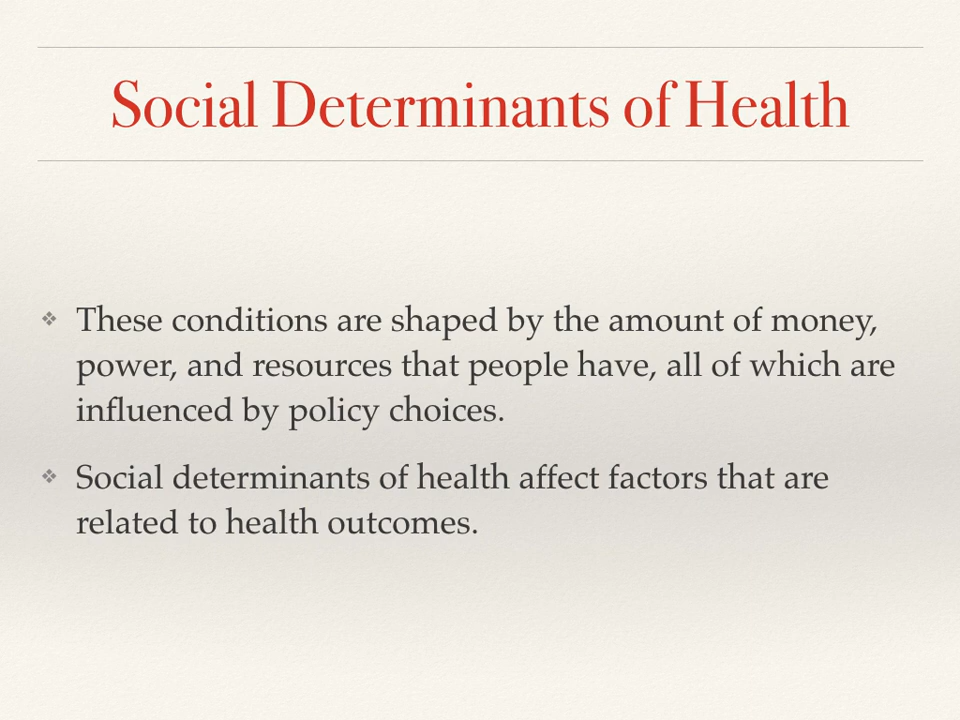 Social Determinants of Health
❖ These conditions are shaped by the amount of money,
power, and resources that people have, all of which are
influenced by policy choices.
❖ Social determinants of health affect factors that are
related to health outcomes.